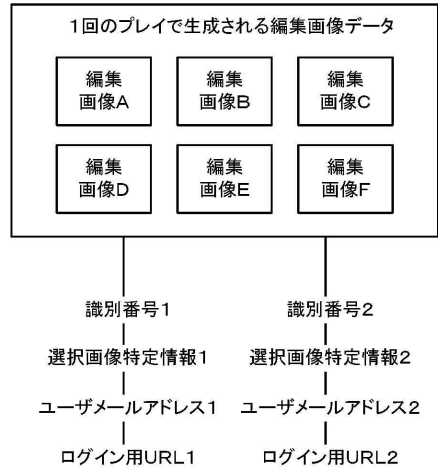 1回のプレイで生成される編集画像データ
編集
画像A
編集
画像B
編集
画像C
編集
画像D
編集
画像E
編集
画像F
識別番号1
識別番号2
選択画像特定情報1
選択画像特定情報2
ユーザメールアドレス1
ユーザメールアドレス2
ログイン用URL1
ログイン用URL2